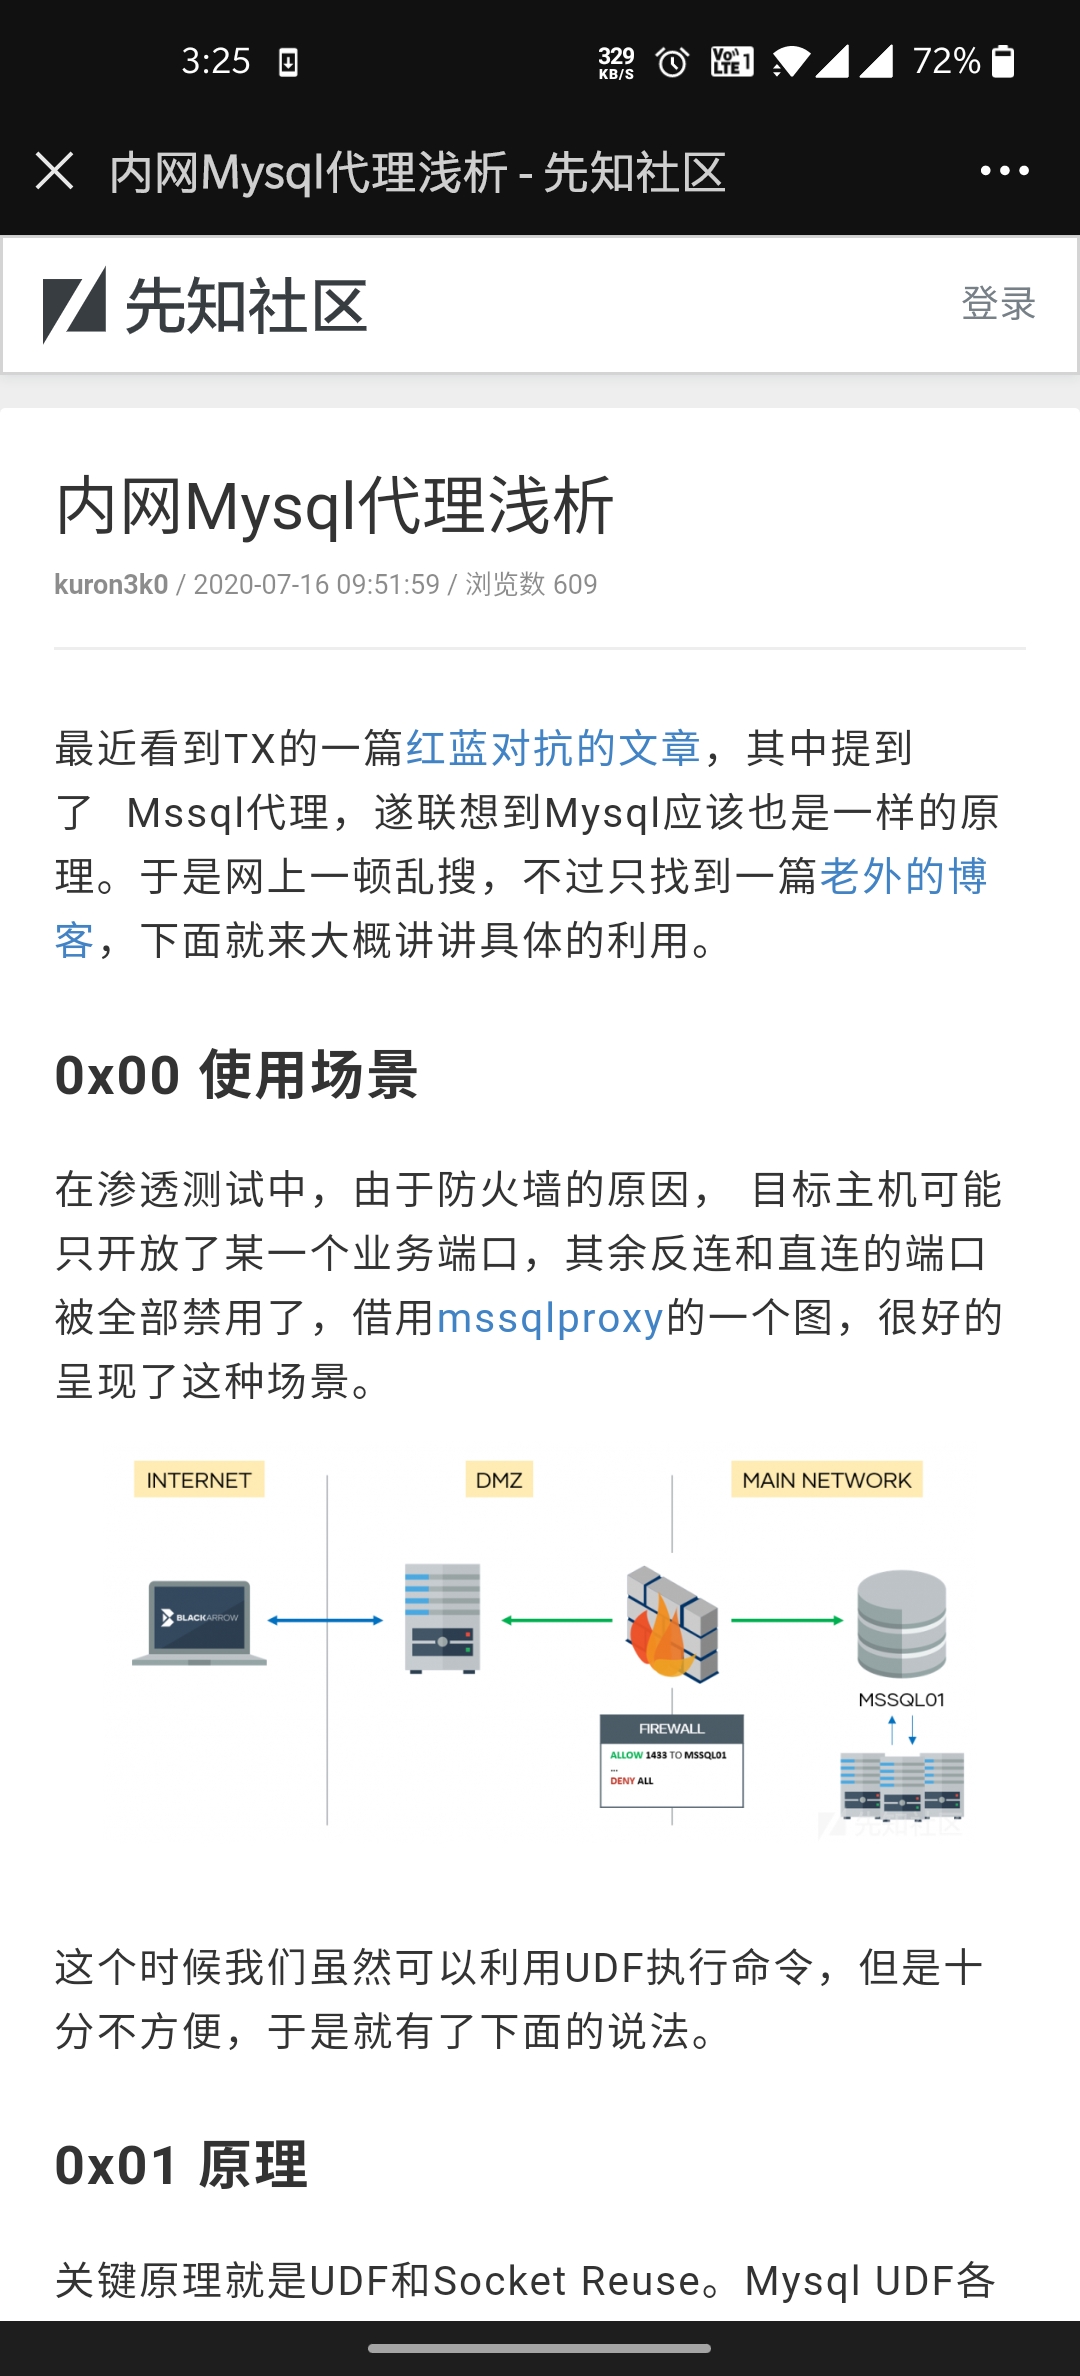 3:25
329
KB/S
Vo)) 1
LTE
72%
内网Mysql代理浅析 - 先知社区
先知社区
登录
内网Mysql代理浅析
kuron3k0 / 2020-07-16 09:51:59 / 浏览数 609
最近看到TX的一篇红蓝对抗的文章，其中提到
了 Mssql代理，遂联想到Mysql应该也是一样的原
理。于是网上一顿乱搜，不过只找到一篇老外的博
客，下面就来大概讲讲具体的利用。
0x00 使用场景
在渗透测试中，由于防火墙的原因， 目标主机可能
只开放了某一个业务端口，其余反连和直连的端口
被全部禁用了，借用mssqlproxy的一个图，很好的
呈现了这种场景。
INTERNET
DMZ
MAIN NETWORK
BLACKARROW
MSSQL01
FIREWALL
ALLOW 1433 TO MSSQL01
...
DENY ALL
先知社区
这个时候我们虽然可以利用UDF执行命令，但是十
分不方便，于是就有了下面的说法。
0x01 原理
关键原理就是UDF和Socket Reuse。Mysql UDF各